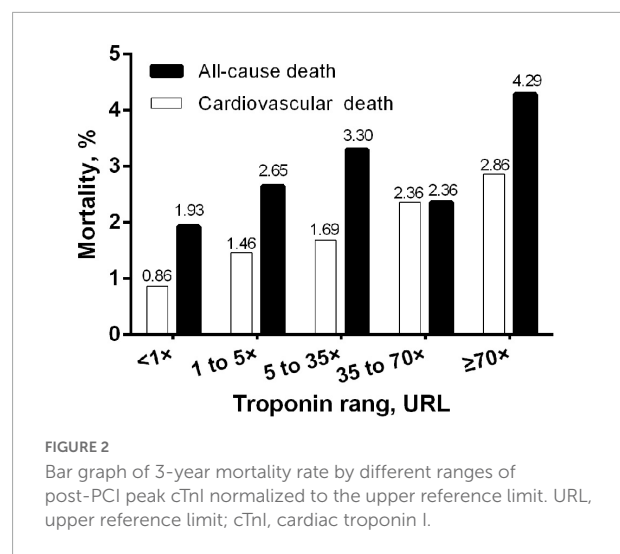 5
4
3
2
1
0
Mortality, %
All-cause death
Cardiovascular death
0.86
1.93
1.46
2.65
1.69
3.30
2.36
2.36
2.86
4.29
<1×
1 to 5×
5 to 35×
35 to 70×
≥70×
Troponin rang, URL
FIGURE 2
Bar graph of 3-year mortality rate by different ranges of
post-PCI peak cTnI normalized to the upper reference limit. URL,
upper reference limit; cTnI, cardiac troponin I.